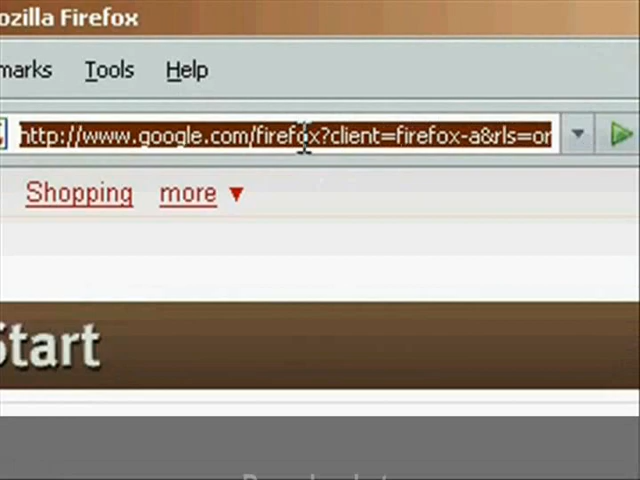 ozilla Firefox
marks Tools Help
http://www.google.com/firefox?client=firefox-a&rls=or
Shopping more ▼
Start